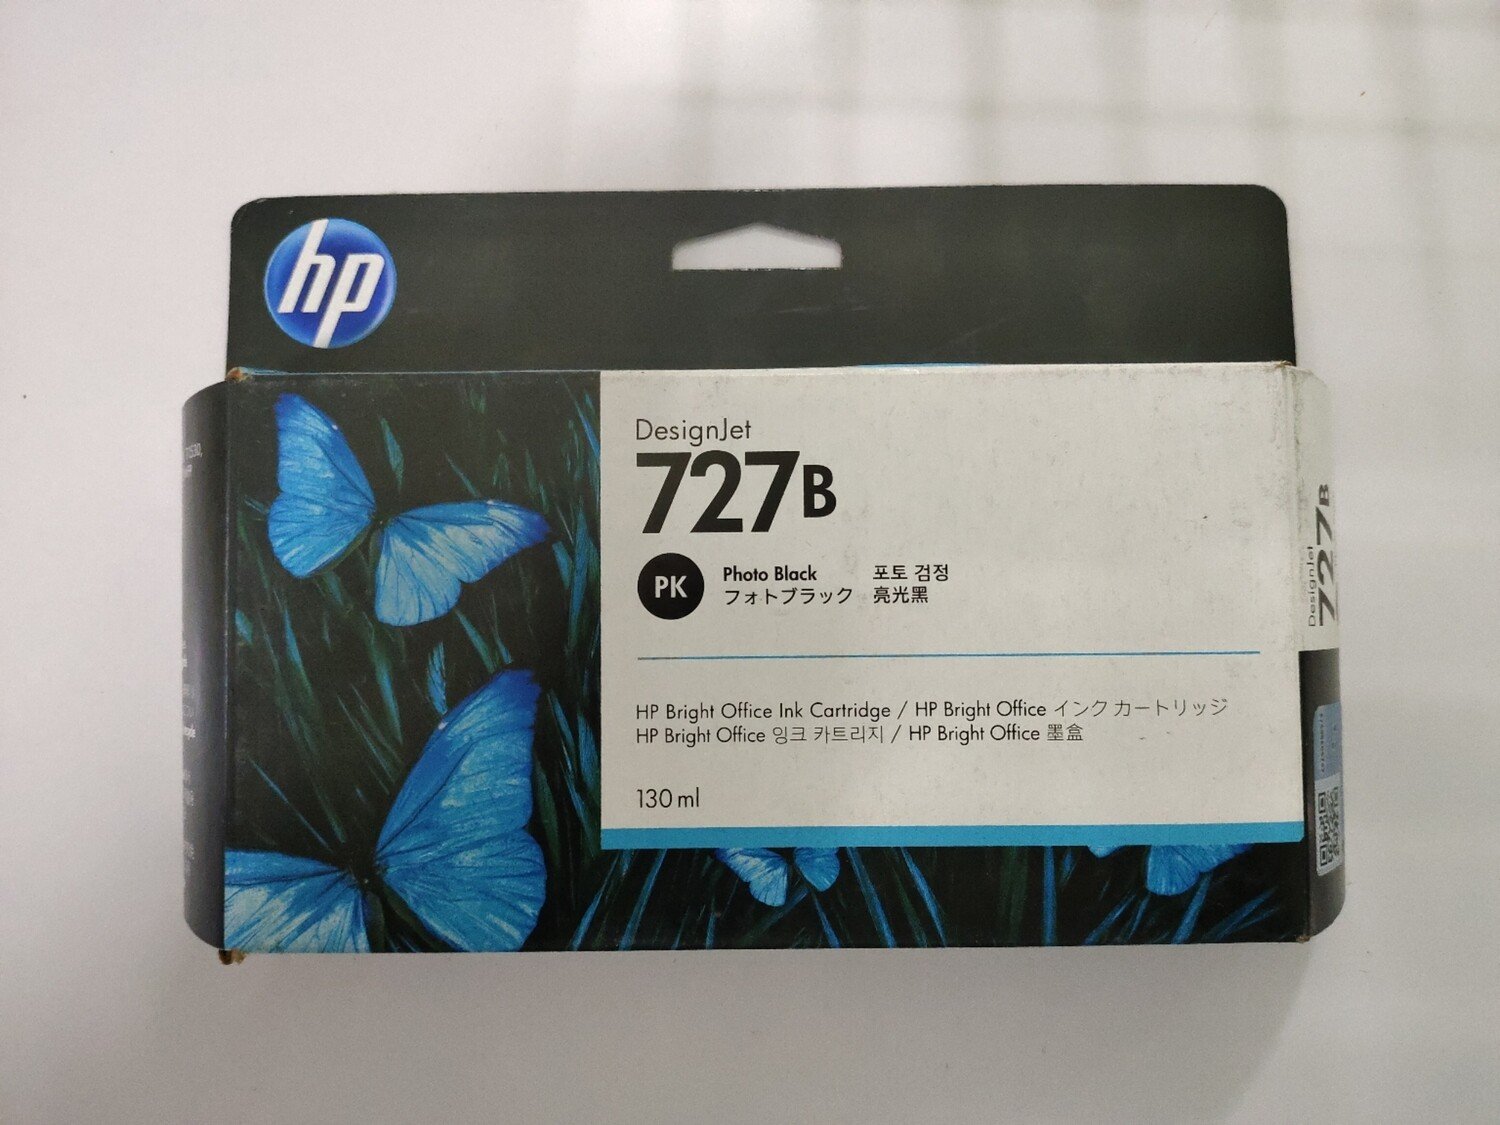 hp
DesignJet
727B
PK
Photo Black 포토 검정
フォトブラック 亮光黑
HP Bright Office Ink Cartridge / HP Bright Office インク カートリッジ
HP Bright Office 잉크 카트리지 / HP Bright Office 墨盒
130 ml
DesignJet
727B